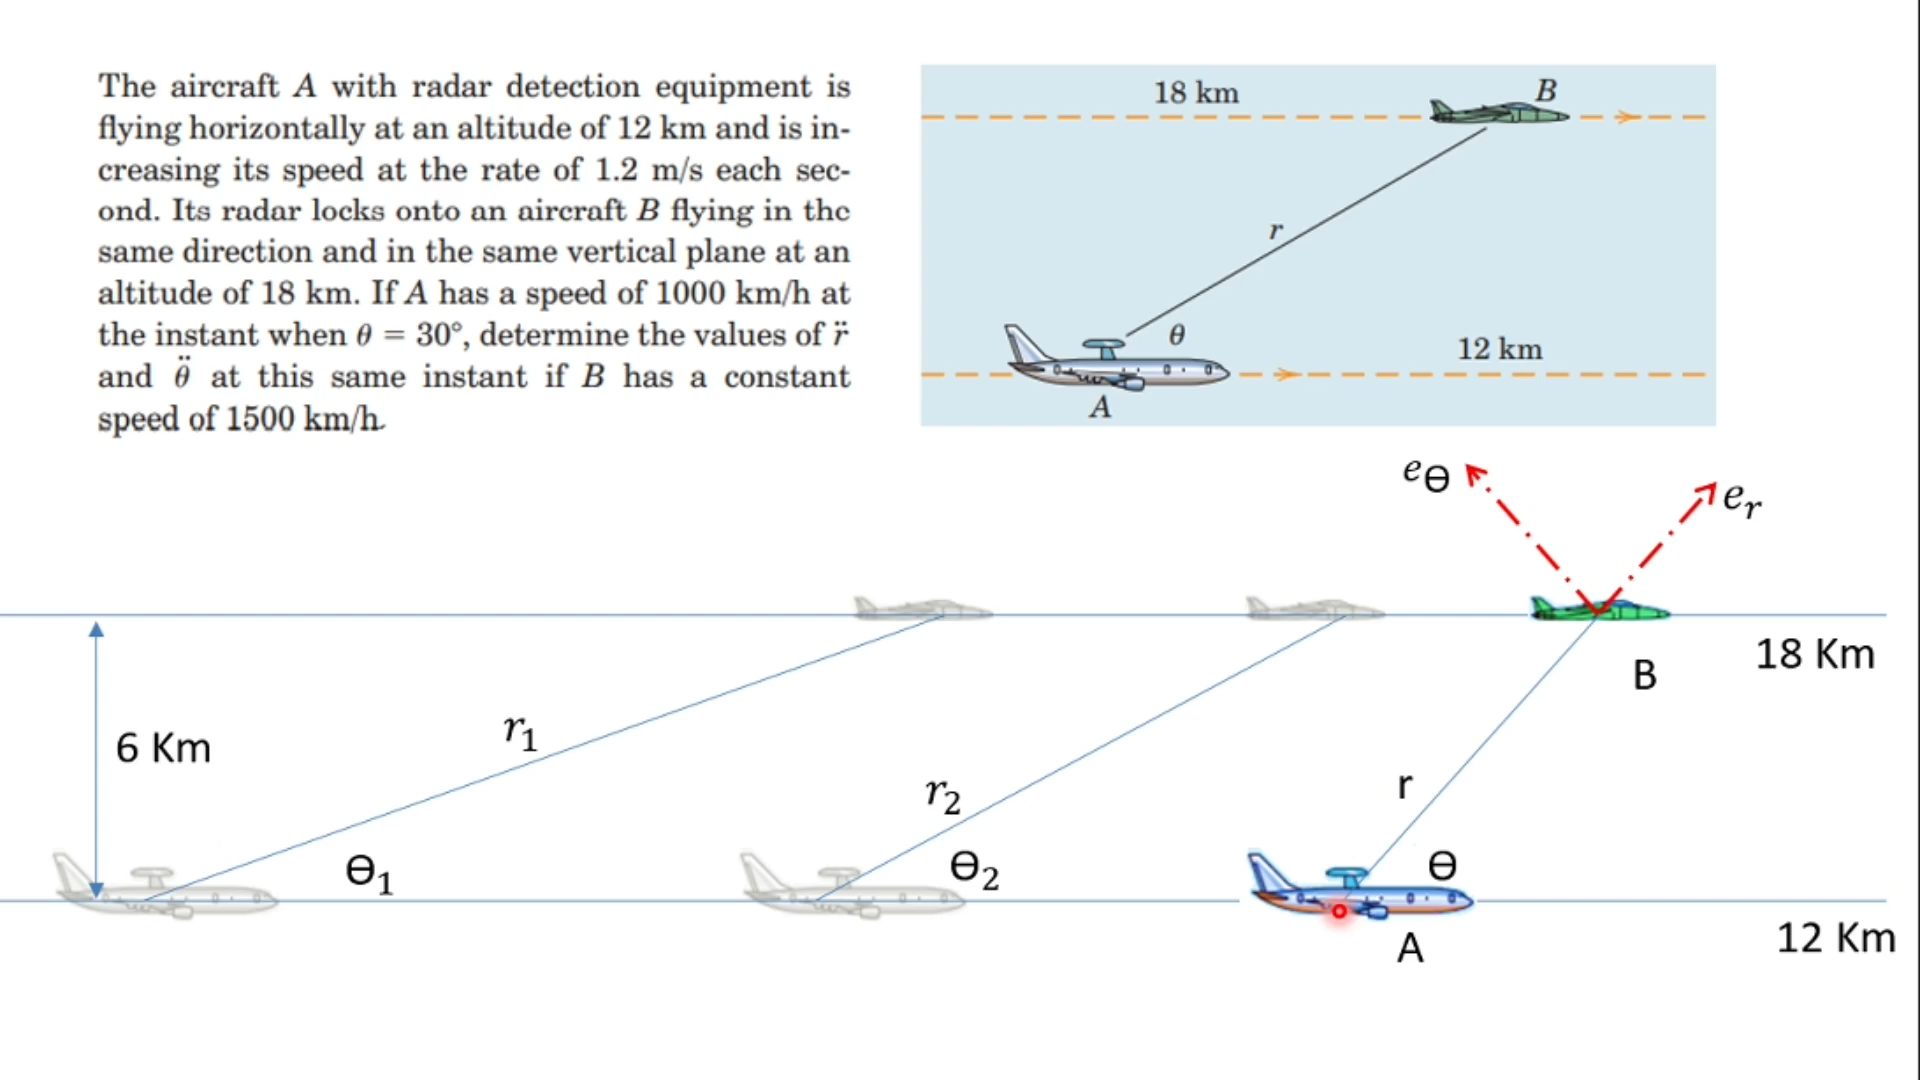 The aircraft A with radar detection equipment is
flying horizontally at an altitude of 12 km and is in-
creasing its speed at the rate of 1.2 m/s each sec-
ond. Its radar locks onto an aircraft B flying in the
same direction and in the same vertical plane at an
altitude of 18 km. If A has a speed of 1000 km/h at
the instant when θ = 30°, determine the values of r̈
and θ̈ at this same instant if B has a constant
speed of 1500 km/h.
18 km
B
r
θ
12 km
A
eϴ
e_r
18 Km
B
6 Km
r₁
r₂
r
ϴ₁
ϴ₂
ϴ
A
12 Km